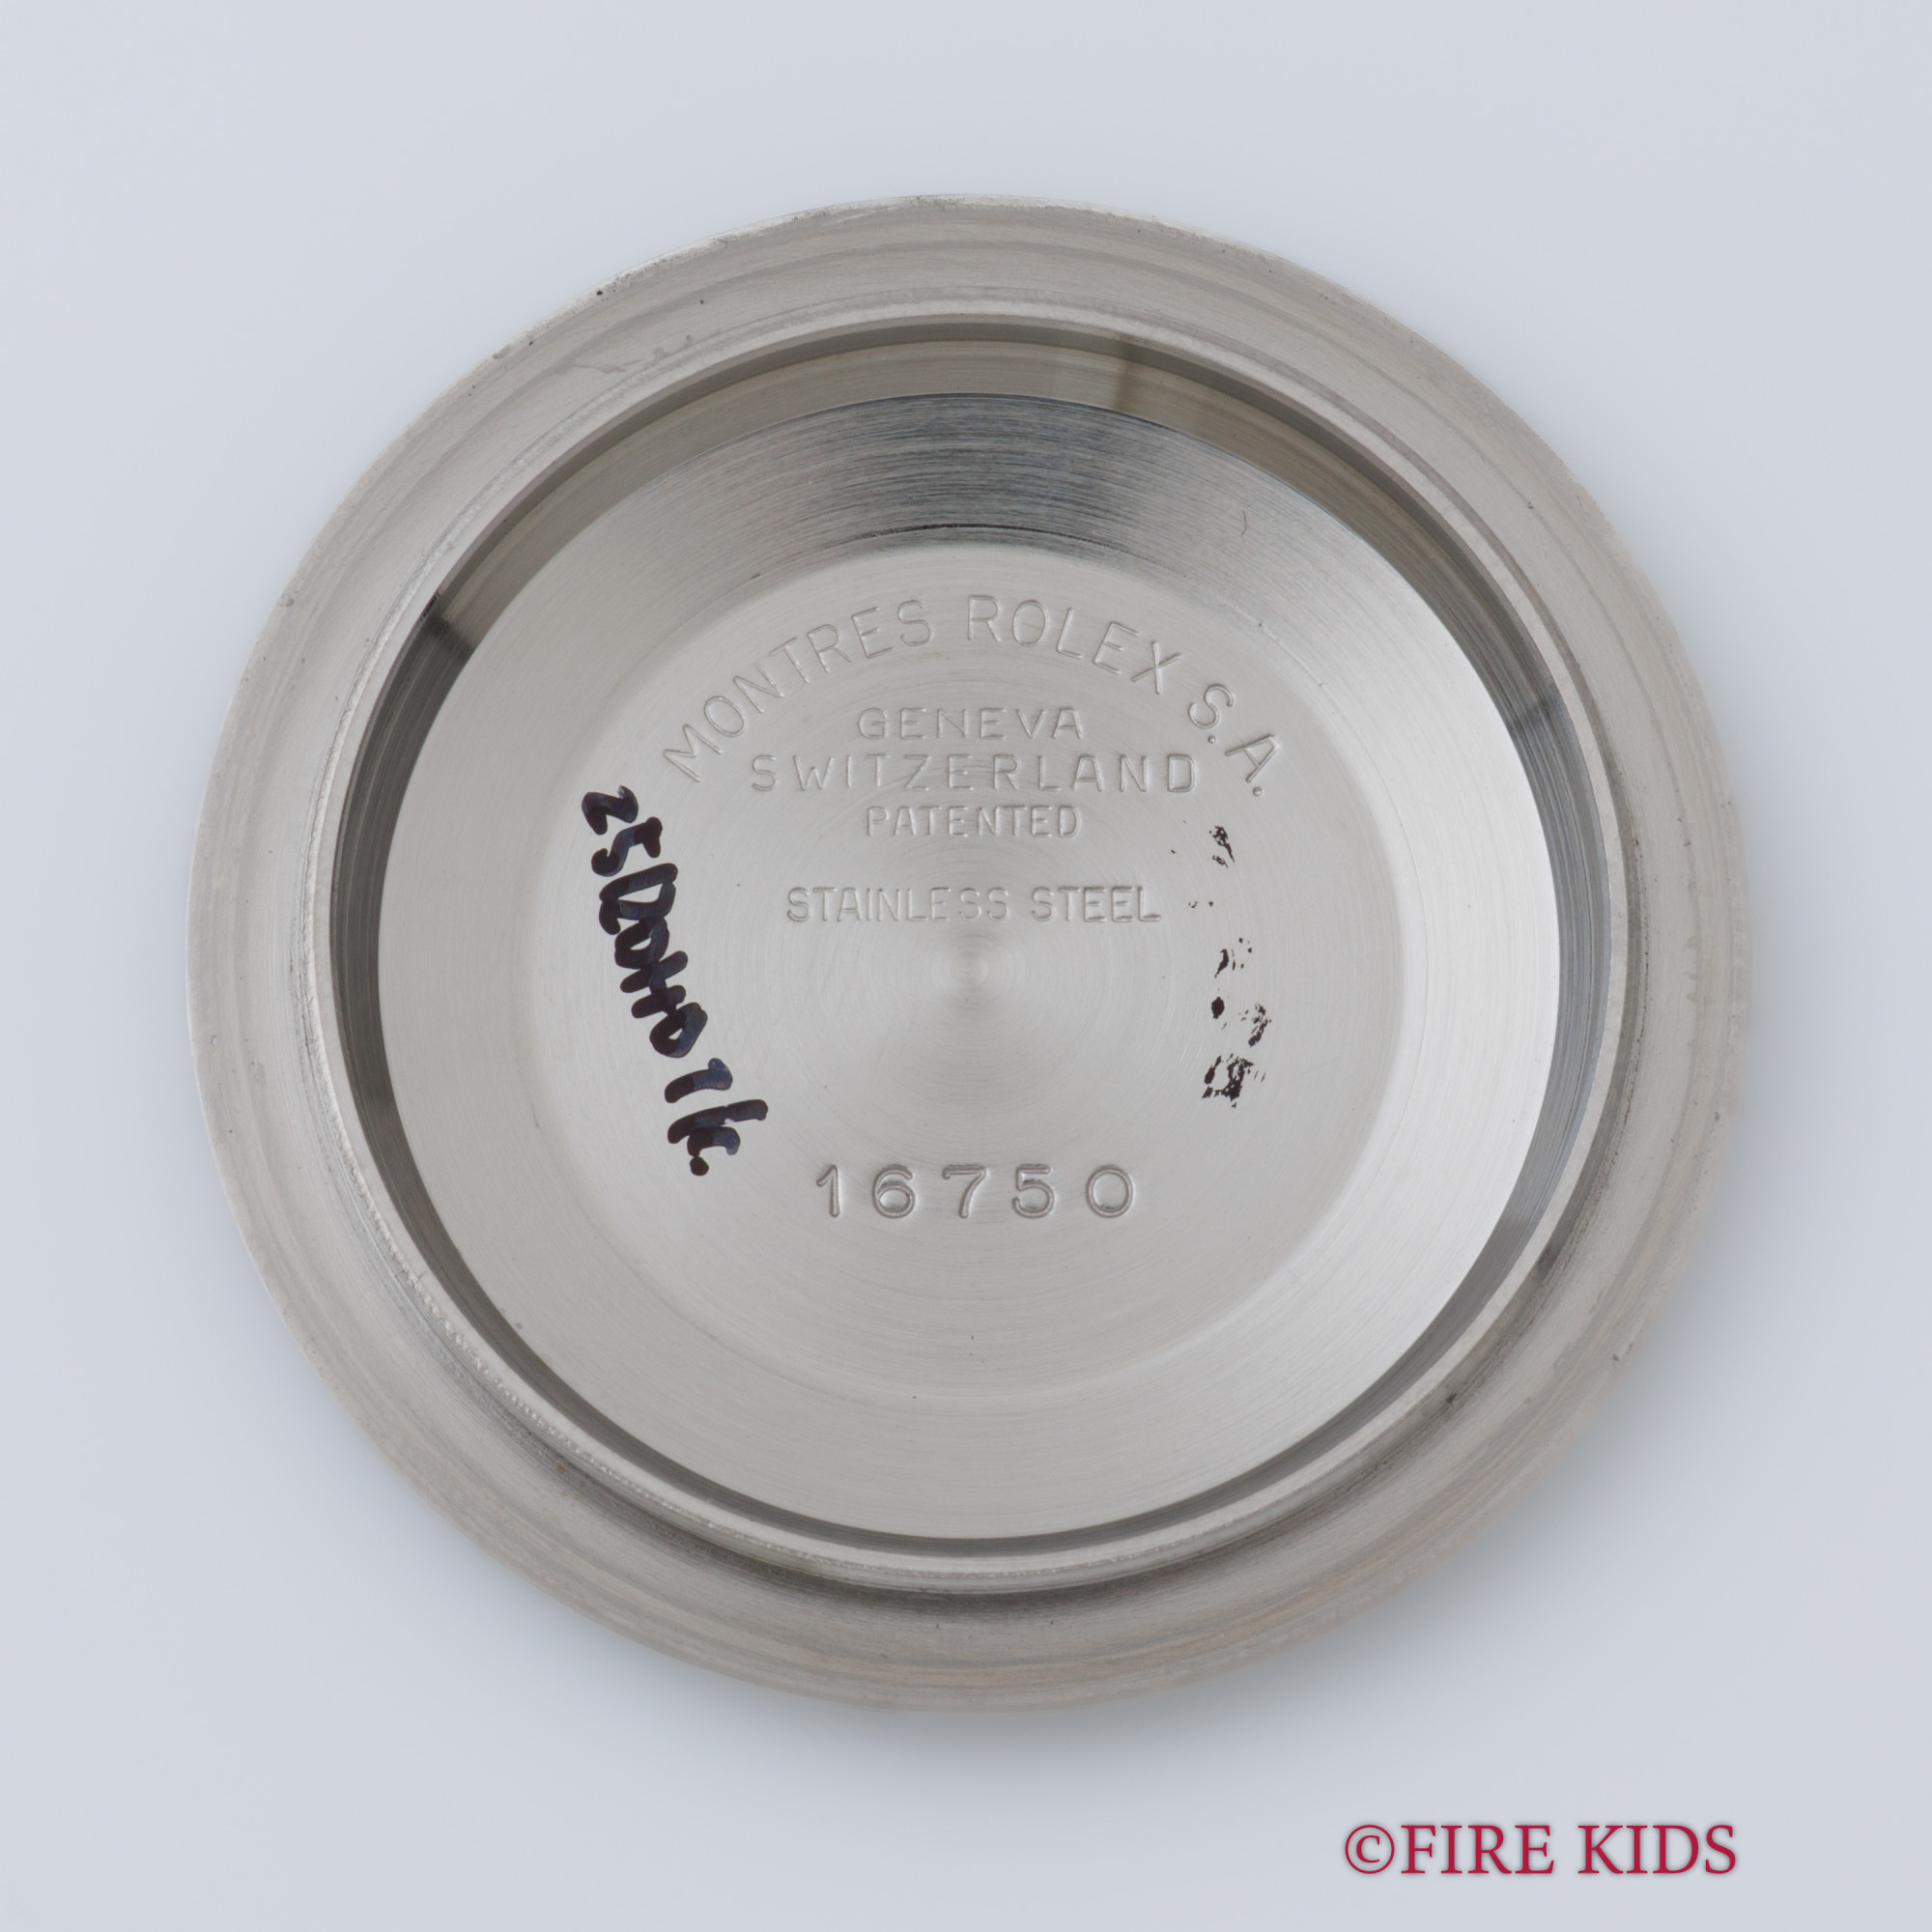 MONTRES ROLEX S.A.
GENEVA
SWITZERLAND
PATENTED
STAINLESS STEEL
16750
©FIRE KIDS